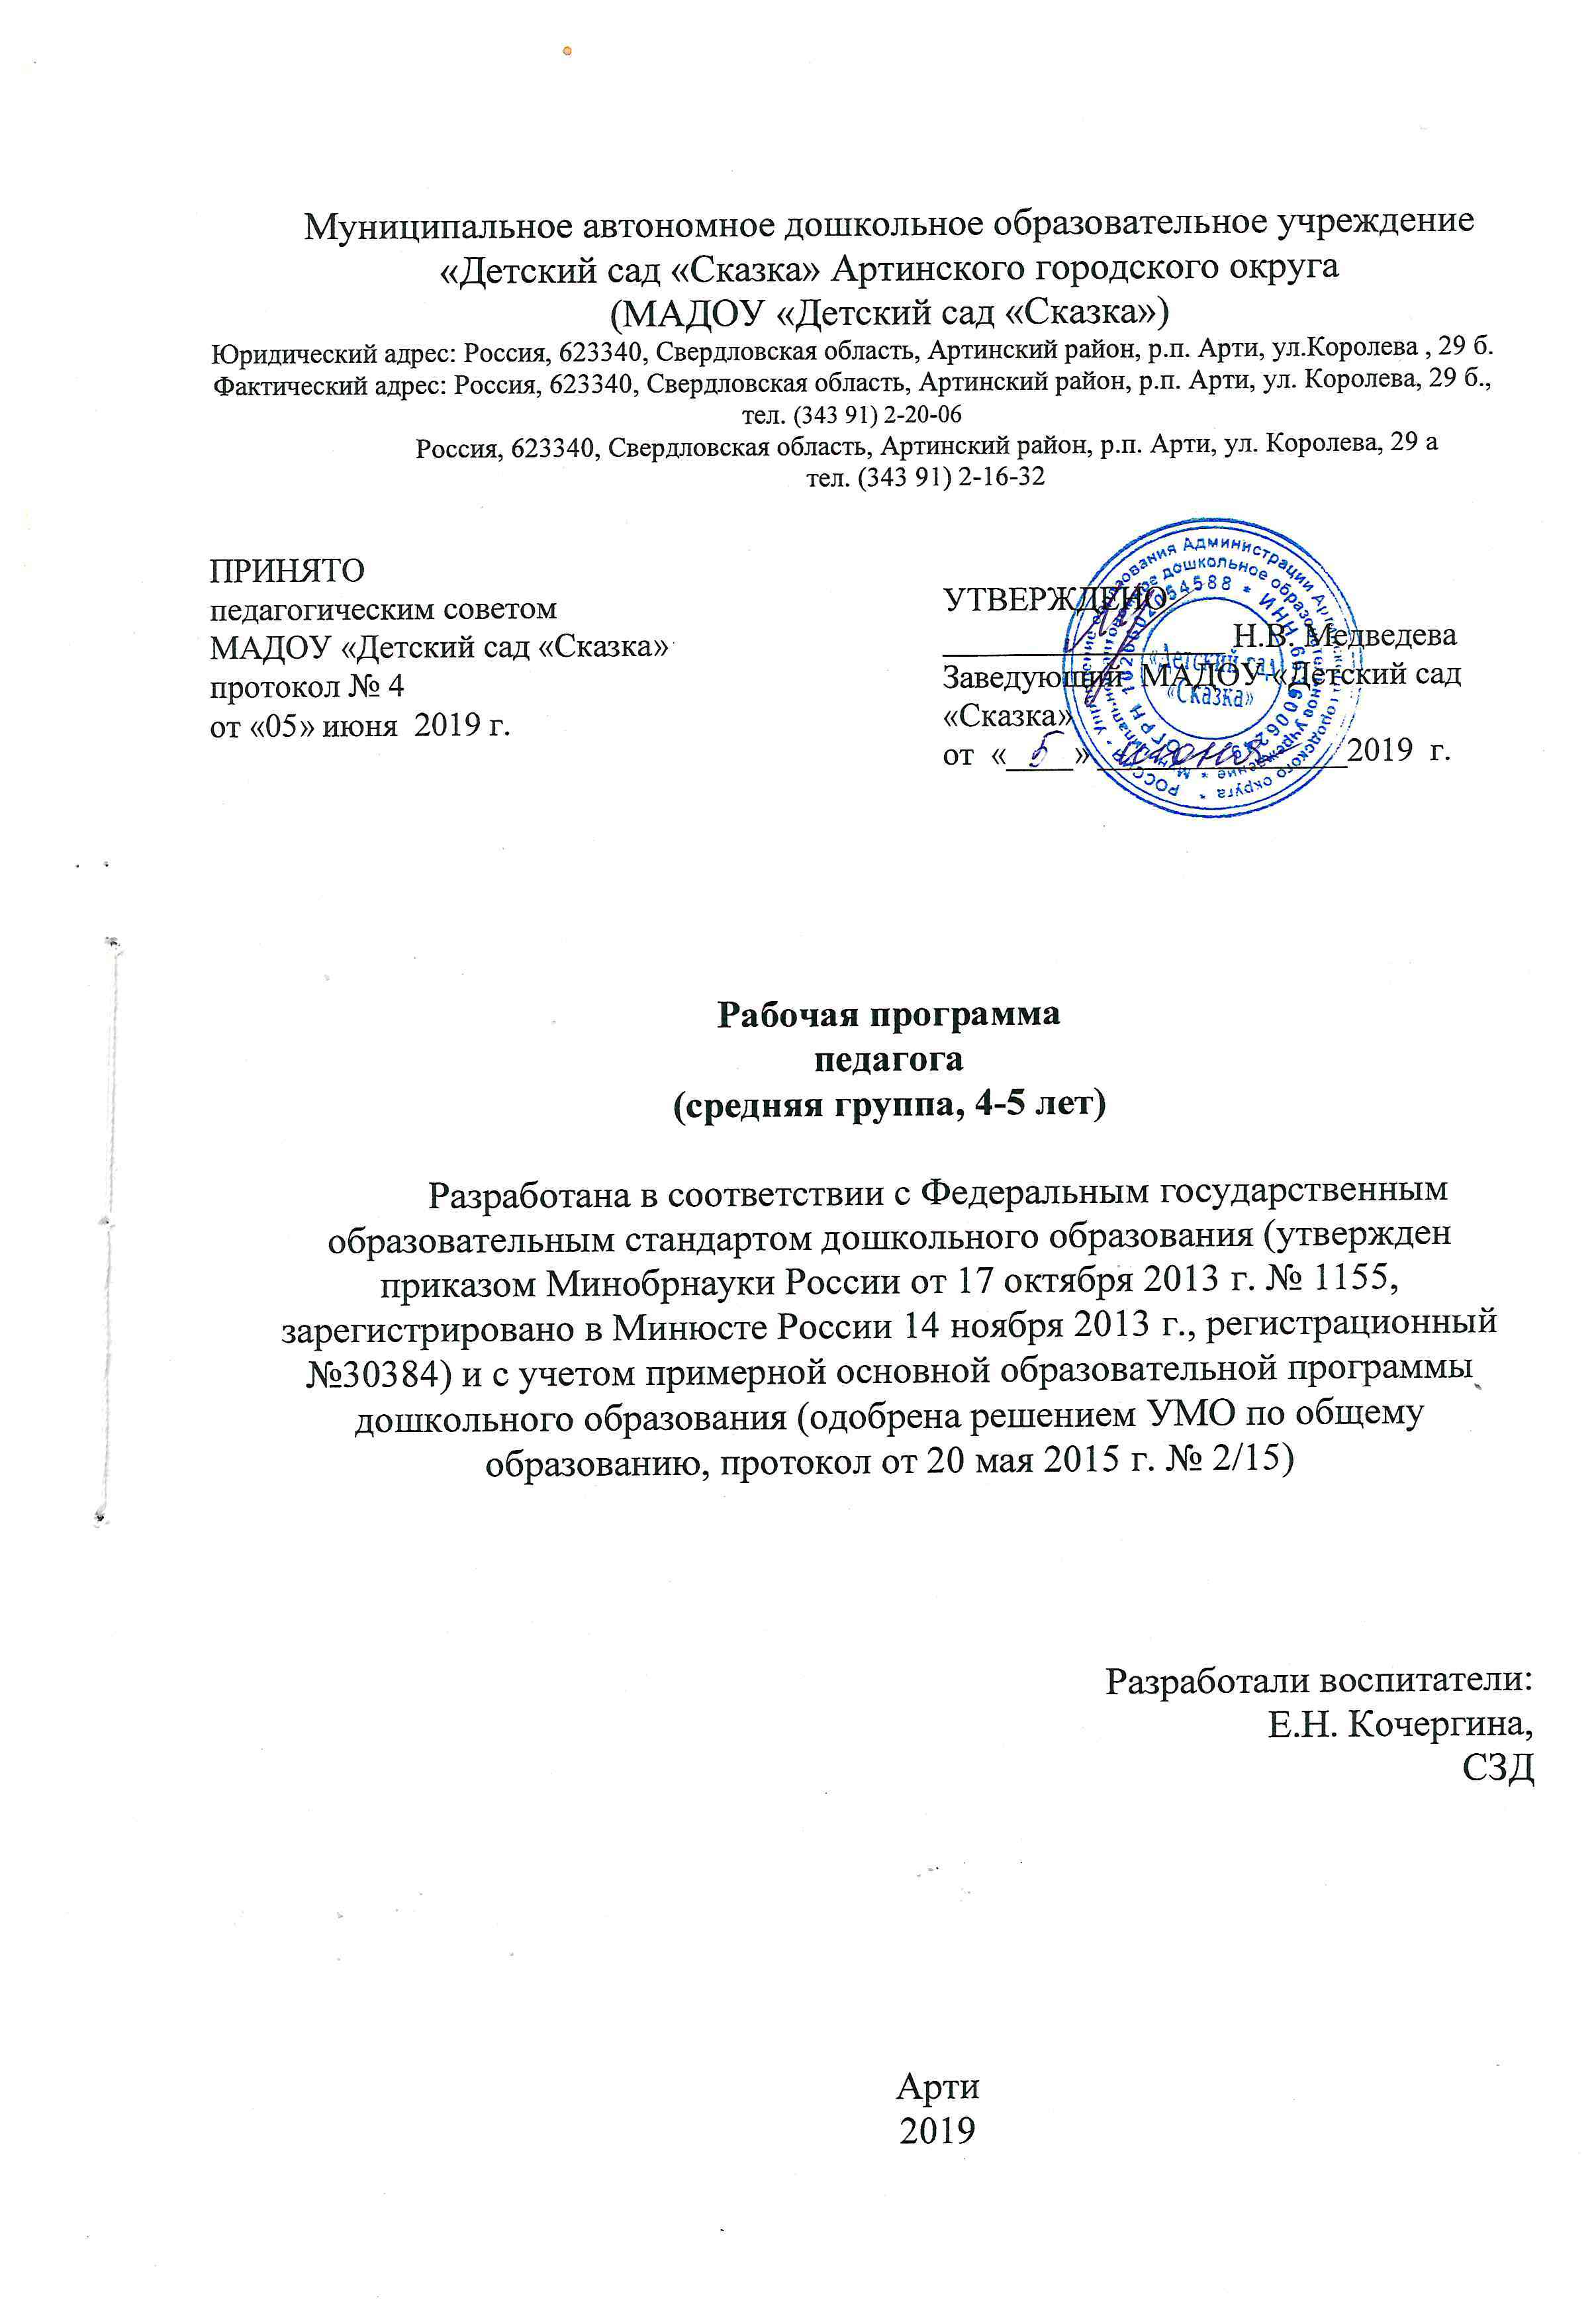 Муниципальное автономное дошкольное образовательное учреждение
«Детский сад «Сказка» Артинского городского округа
(МАДОУ «Детский сад «Сказка»)
Юридический адрес: Россия, 623340, Свердловская область, Артинский район, р.п. Арти, ул.Королева , 29 б.
Фактический адрес: Россия, 623340, Свердловская область, Артинский район, р.п. Арти, ул. Королева, 29 б.,
тел. (343 91) 2-20-06
Россия, 623340, Свердловская область, Артинский район, р.п. Арти, ул. Королева, 29 а
тел. (343 91) 2-16-32
ПРИНЯТО
педагогическим советом
МАДОУ «Детский сад «Сказка»
протокол № 4
от «05» июня 2019 г.
УТВЕРЖДЕНО
Н.В. Медведева
Заведующий МАДОУ «Детский сад
«Сказка»
от «5» июня 2019 г.
«Детский сад
«Сказка»
Рабочая программа
педагога
(средняя группа, 4-5 лет)
Разработана в соответствии с Федеральным государственным
образовательным стандартом дошкольного образования (утвержден
приказом Минобрнауки России от 17 октября 2013 г. № 1155,
зарегистрировано в Минюсте России 14 ноября 2013 г., регистрационный
№30384) и с учетом примерной основной образовательной программы
дошкольного образования (одобрена решением УМО по общему
образованию, протокол от 20 мая 2015 г. № 2/15)
Разработали воспитатели:
Е.Н. Кочергина,
СЗД
Арти
2019